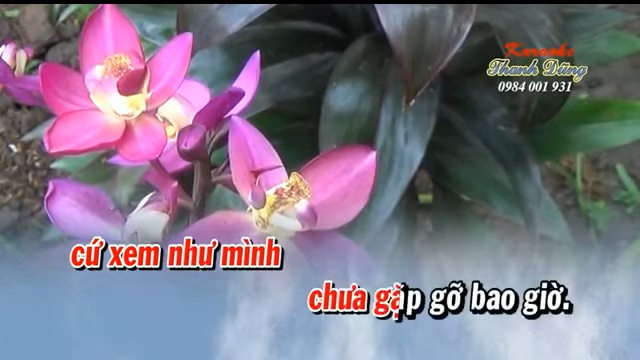 Karaoke
Thanh Dũng
0984 001 931
cứ xem như mình
chưa gặp gỡ bao giờ.